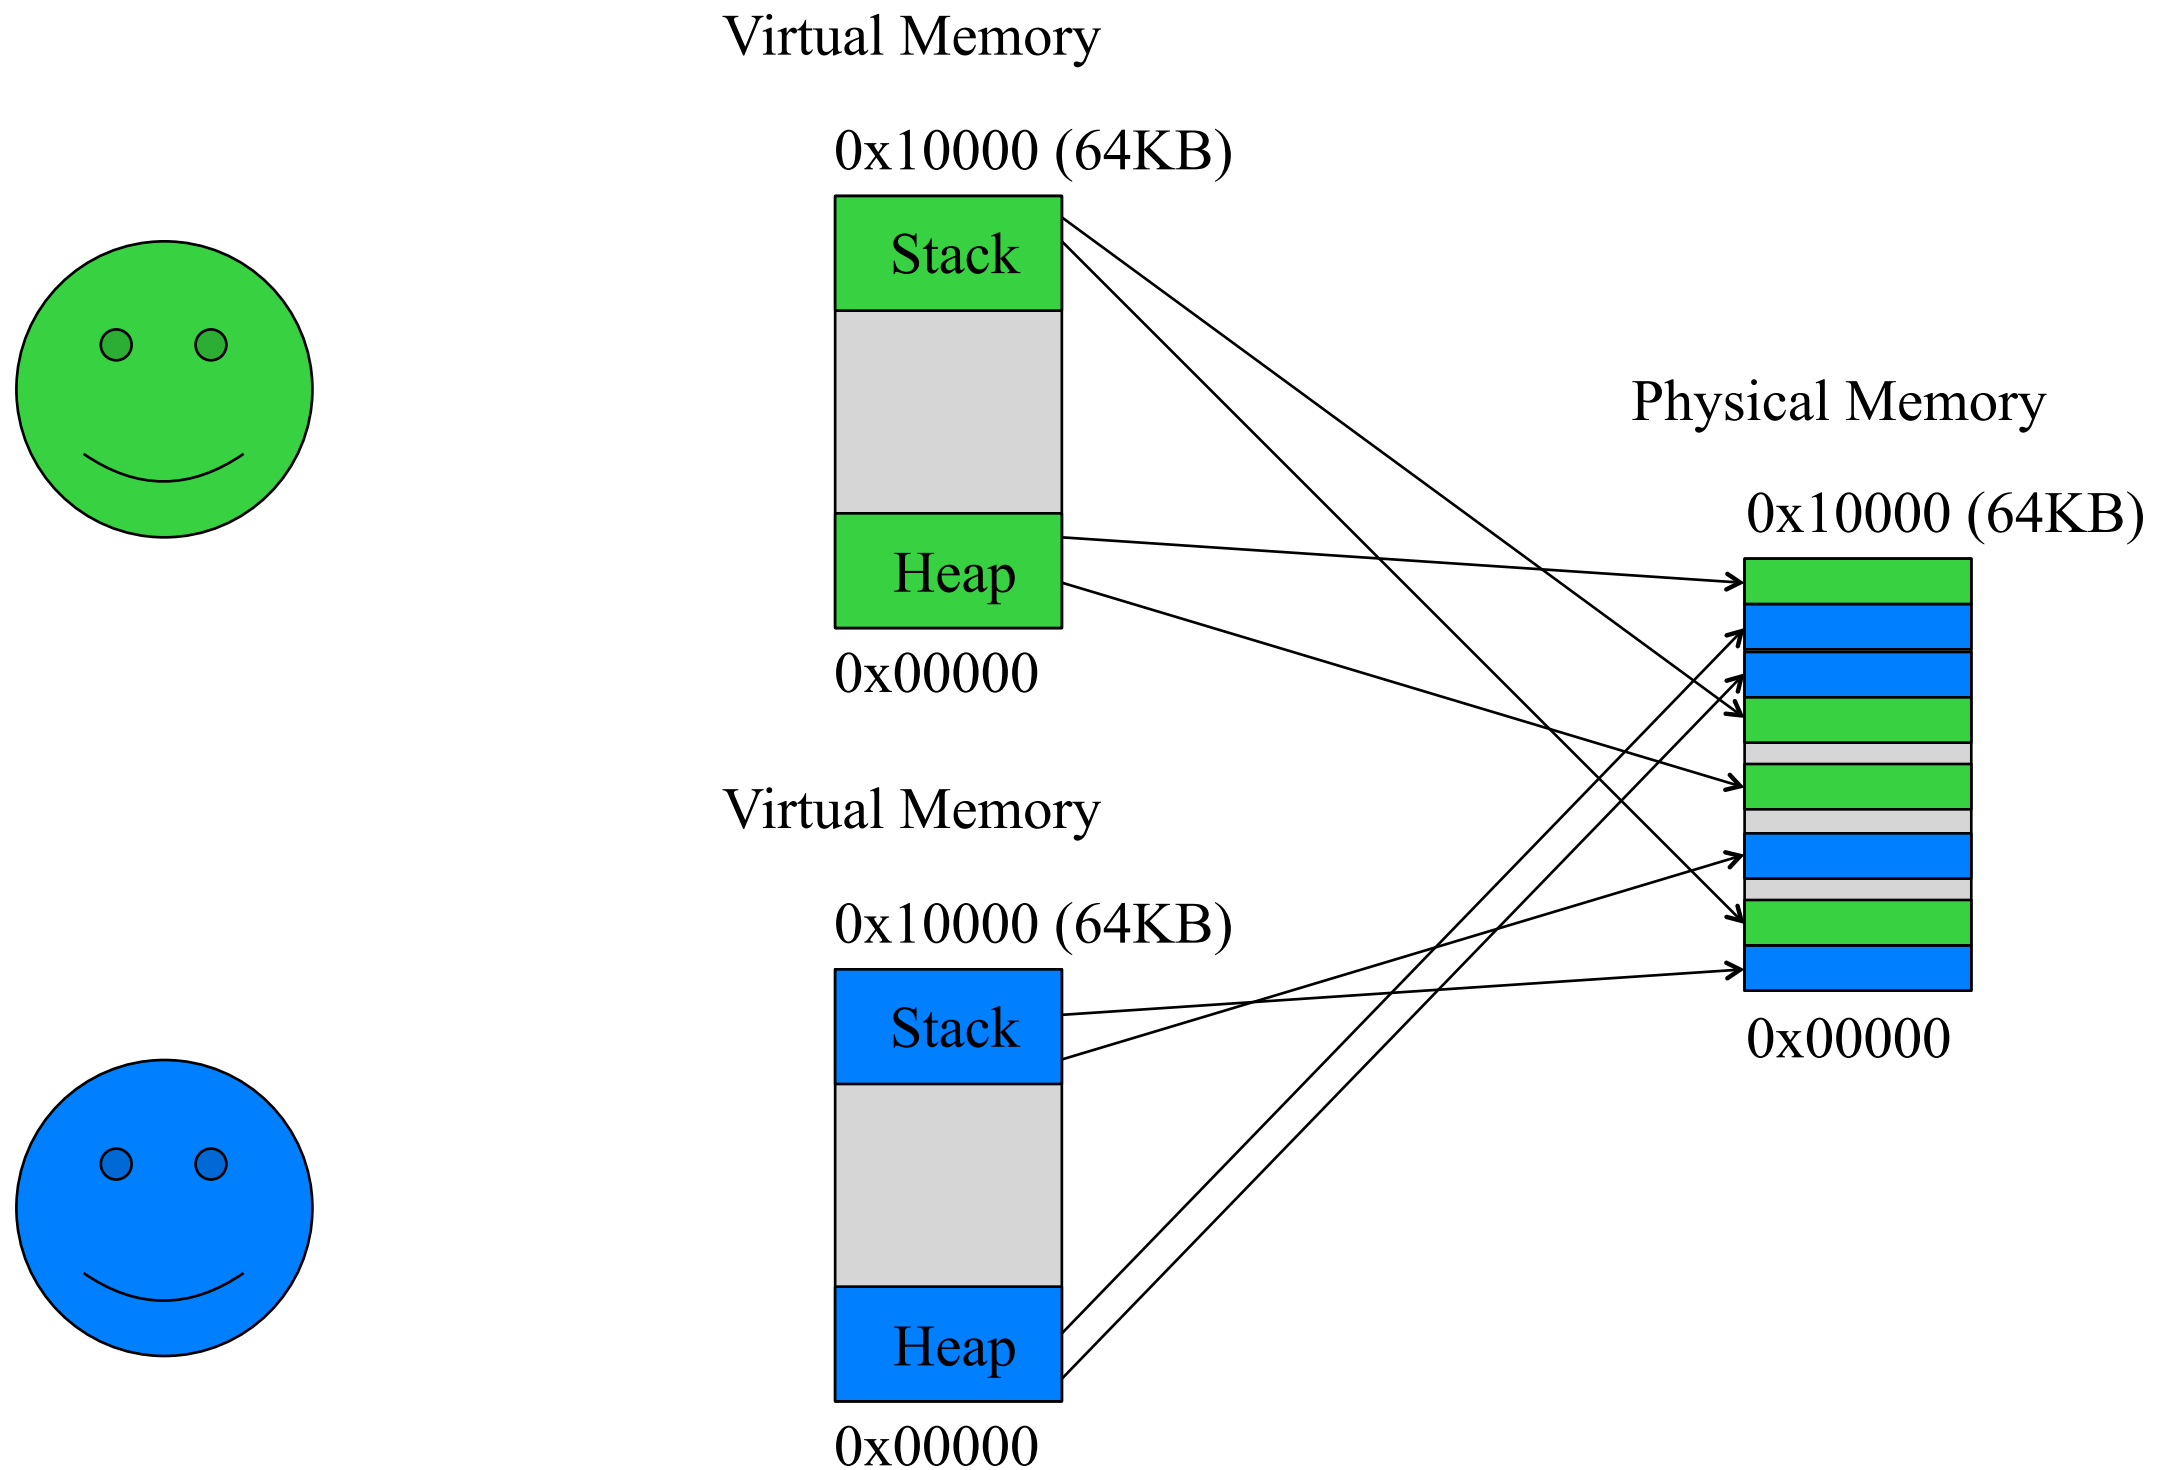 Virtual Memory
0x10000 (64KB)
Stack
Heap
0x00000
Virtual Memory
0x10000 (64KB)
Stack
Heap
0x00000
Physical Memory
0x10000 (64KB)
0x00000